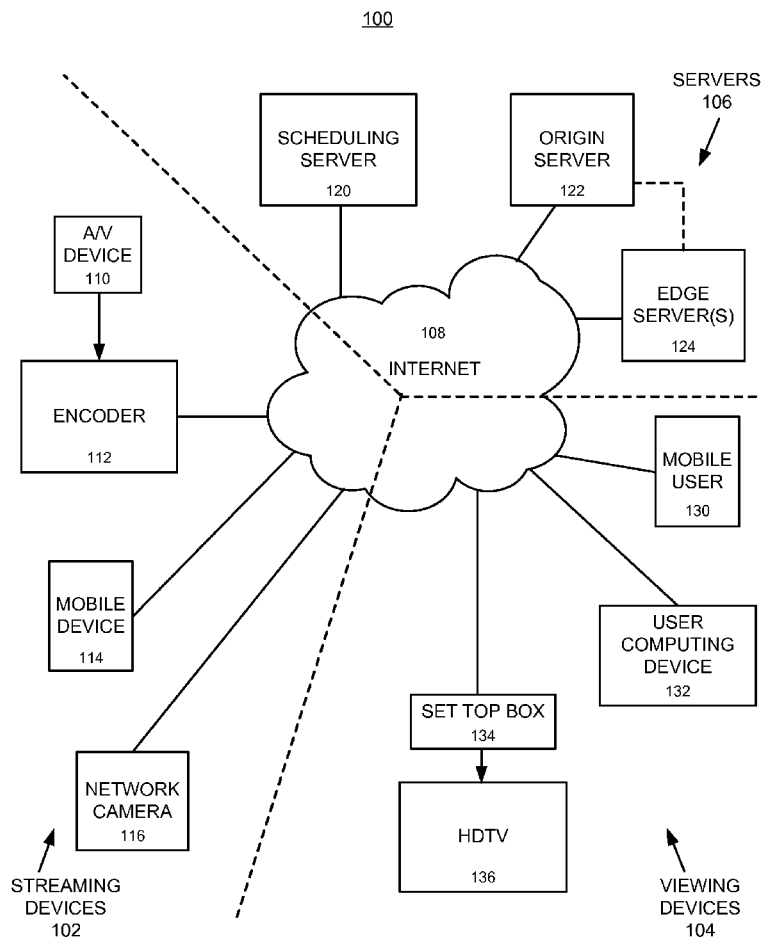 100
SERVERS
106
SCHEDULING
SERVER
120
ORIGIN
SERVER
122
A/V
DEVICE
110
EDGE
SERVER(S)
124
108
INTERNET
ENCODER
112
MOBILE
USER
130
MOBILE
DEVICE
114
USER
COMPUTING
DEVICE
132
SET TOP BOX
134
NETWORK
CAMERA
116
HDTV
136
STREAMING
DEVICES
102
VIEWING
DEVICES
104